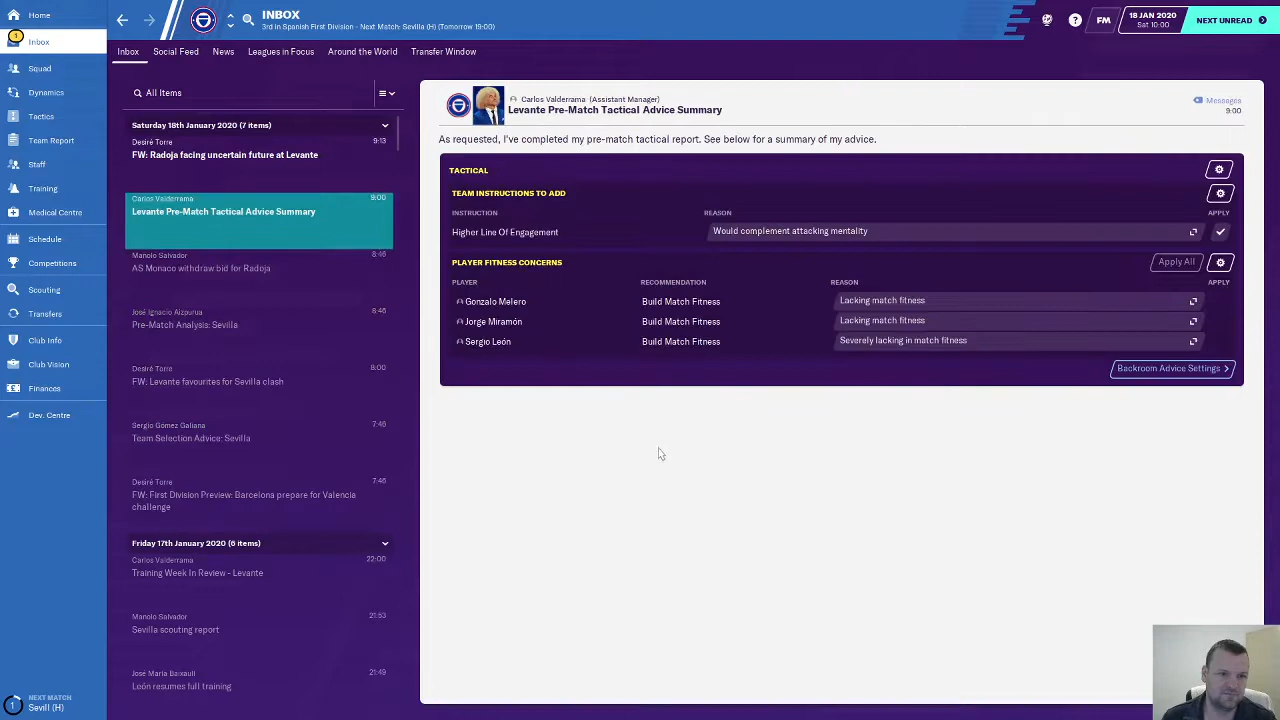 Home
INBOX
3rd in Spanish First Division - Next Match: Sevilla (H) (Tomorrow 19:00)
FM
18 JAN 2020
Sat 10:00
NEXT UNREAD
1
Inbox
Squad
Dynamics
Tactics
Team Report
Staff
Training
Medical Centre
Schedule
Competitions
Scouting
Transfers
Club Info
Club Vision
Finances
Dev. Centre
NEXT MATCH
1
Sevill (H)
Inbox Social Feed News Leagues in Focus Around the World Transfer Window
All Items
Saturday 18th January 2020 (7 items)
Desiré Torre 9:13
FW: Radoja facing uncertain future at Levante
Carlos Valderrama 9:00
Levante Pre-Match Tactical Advice Summary
Manolo Salvador 8:46
AS Monaco withdraw bid for Radoja
José Ignacio Aizpurua 8:46
Pre-Match Analysis: Sevilla
Desiré Torre 8:00
FW: Levante favourites for Sevilla clash
Sergio Gómez Galiana 7:46
Team Selection Advice: Sevilla
Desiré Torre 7:46
FW: First Division Preview: Barcelona prepare for Valencia
challenge
Friday 17th January 2020 (6 items)
Carlos Valderrama 22:00
Training Week In Review - Levante
Manolo Salvador 21:53
Sevilla scouting report
José María Baixauli 21:49
León resumes full training
Carlos Valderrama (Assistant Manager)
Levante Pre-Match Tactical Advice Summary
Messages
9:00
As requested, I've completed my pre-match tactical report. See below for a summary of my advice.
TACTICAL
TEAM INSTRUCTIONS TO ADD
INSTRUCTION REASON APPLY
Higher Line Of Engagement Would complement attacking mentality
PLAYER FITNESS CONCERNS Apply All
PLAYER RECOMMENDATION REASON APPLY
Gonzalo Melero Build Match Fitness Lacking match fitness
Jorge Miramón Build Match Fitness Lacking match fitness
Sergio León Build Match Fitness Severely lacking in match fitness
Backroom Advice Settings